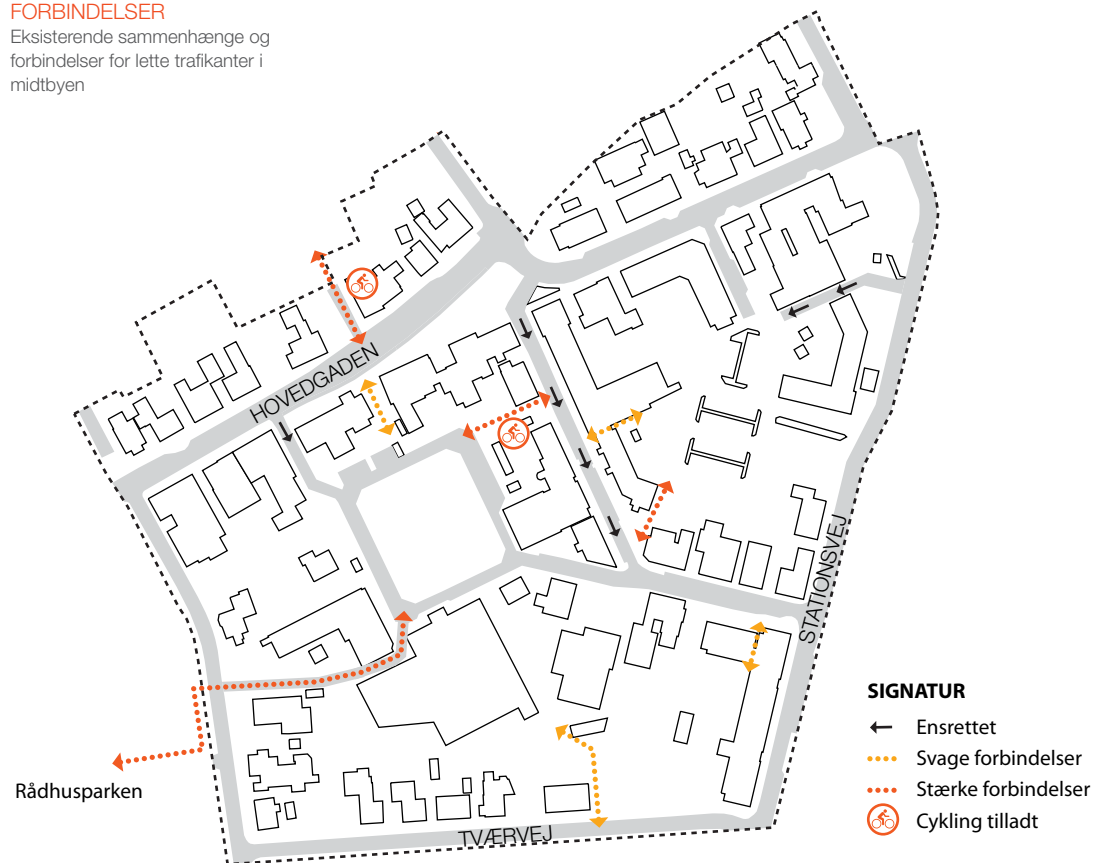 FORBINDELSER
Eksisterende sammenhænge og
forbindelser for lette trafikanter i
midtbyen
HOVEDGADEN
STATIONSVEJ
TVÆRVEJ
Rådhusparken
SIGNATUR
Ensrettet
Svage forbindelser
Stærke forbindelser
Cykling tilladt